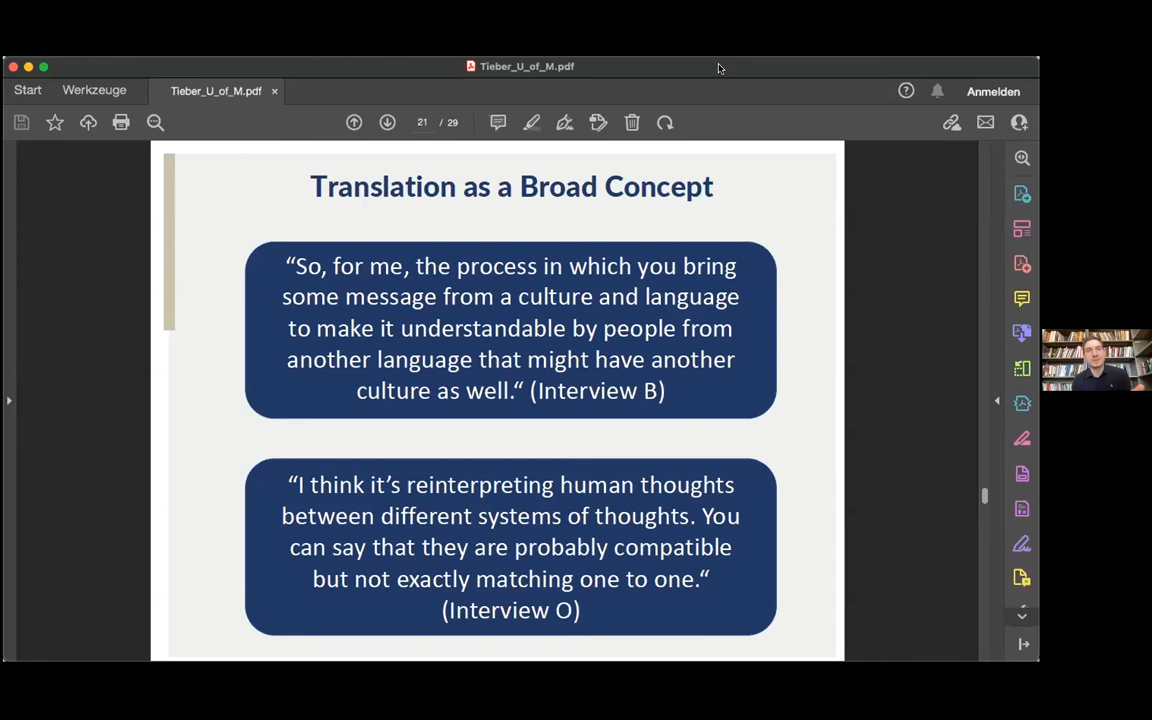 Tieber_U_of_M.pdf
Start
Werkzeuge
Tieber_U_of_M.pdf ×
Anmelden
21 / 29
Translation as a Broad Concept
“So, for me, the process in which you bring
some message from a culture and language
to make it understandable by people from
another language that might have another
culture as well.“ (Interview B)
“I think it’s reinterpreting human thoughts
between different systems of thoughts. You
can say that they are probably compatible
but not exactly matching one to one.“
(Interview O)